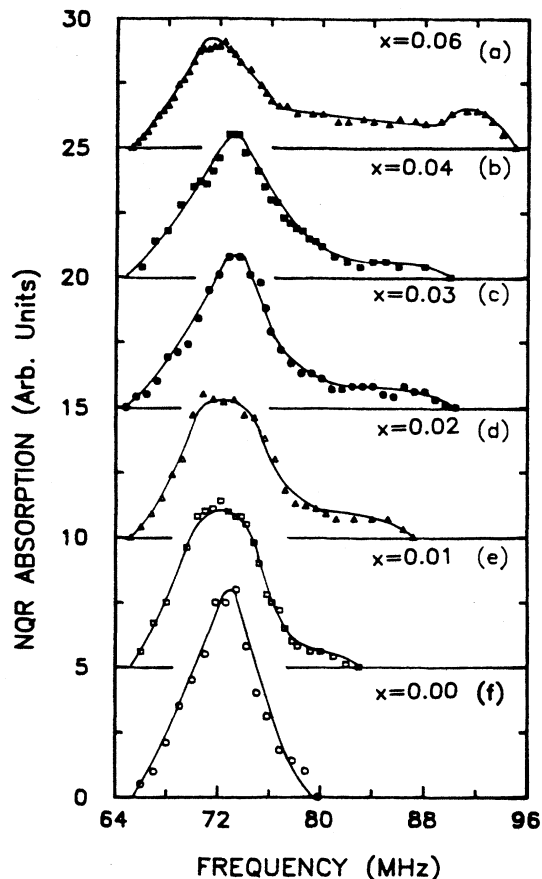 30
x=0.06 (a)
25
x=0.04 (b)
20
x=0.03 (c)
15
x=0.02 (d)
10
x=0.01 (e)
5
x=0.00 (f)
0
64 72 80 88 96
FREQUENCY (MHz)
NQR ABSORPTION (Arb. Units)